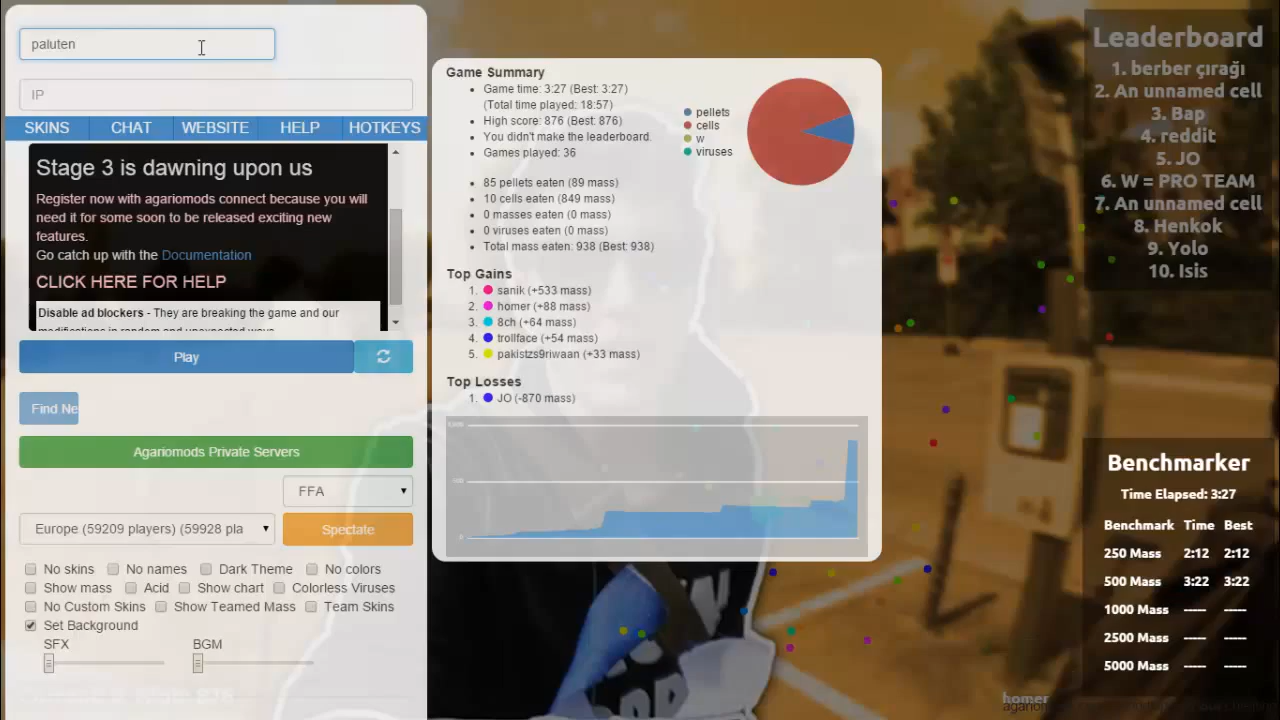 paluten
IP
SKINS CHAT WEBSITE HELP HOTKEYS
Stage 3 is dawning upon us
Register now with agariomods connect because you will
need it for some soon to be released exciting new
features.
Go catch up with the Documentation
CLICK HERE FOR HELP
Disable ad blockers - They are breaking the game and our
modifications in random and unexpected ways
Play
Find Ne
Agariomods Private Servers
FFA
Europe (59209 players) (59928 pla
Spectate
No skins No names Dark Theme No colors
Show mass Acid Show chart Colorless Viruses
No Custom Skins Show Teamed Mass Team Skins
Set Background
SFX BGM
Game Summary
Game time: 3:27 (Best: 3:27)
(Total time played: 18:57)
High score: 876 (Best: 876)
You didn't make the leaderboard.
Games played: 36
85 pellets eaten (89 mass)
10 cells eaten (849 mass)
0 masses eaten (0 mass)
0 viruses eaten (0 mass)
Total mass eaten: 938 (Best: 938)
pellets
cells
w
viruses
Top Gains
1. sanik (+533 mass)
2. homer (+88 mass)
3. 8ch (+64 mass)
4. trollface (+54 mass)
5. pakistzs9riwaan (+33 mass)
Top Losses
1. JO (-870 mass)
0
Leaderboard
1. berber çırağı
2. An unnamed cell
3. Bap
4. reddit
5. JO
6. W = PRO TEAM
7. An unnamed cell
8. Henkok
9. Yolo
10. Isis
Benchmarker
Time Elapsed: 3:27
Benchmark Time Best
250 Mass 2:12 2:12
500 Mass 3:22 3:22
1000 Mass ----- -----
2500 Mass ----- -----
5000 Mass ----- -----
homer